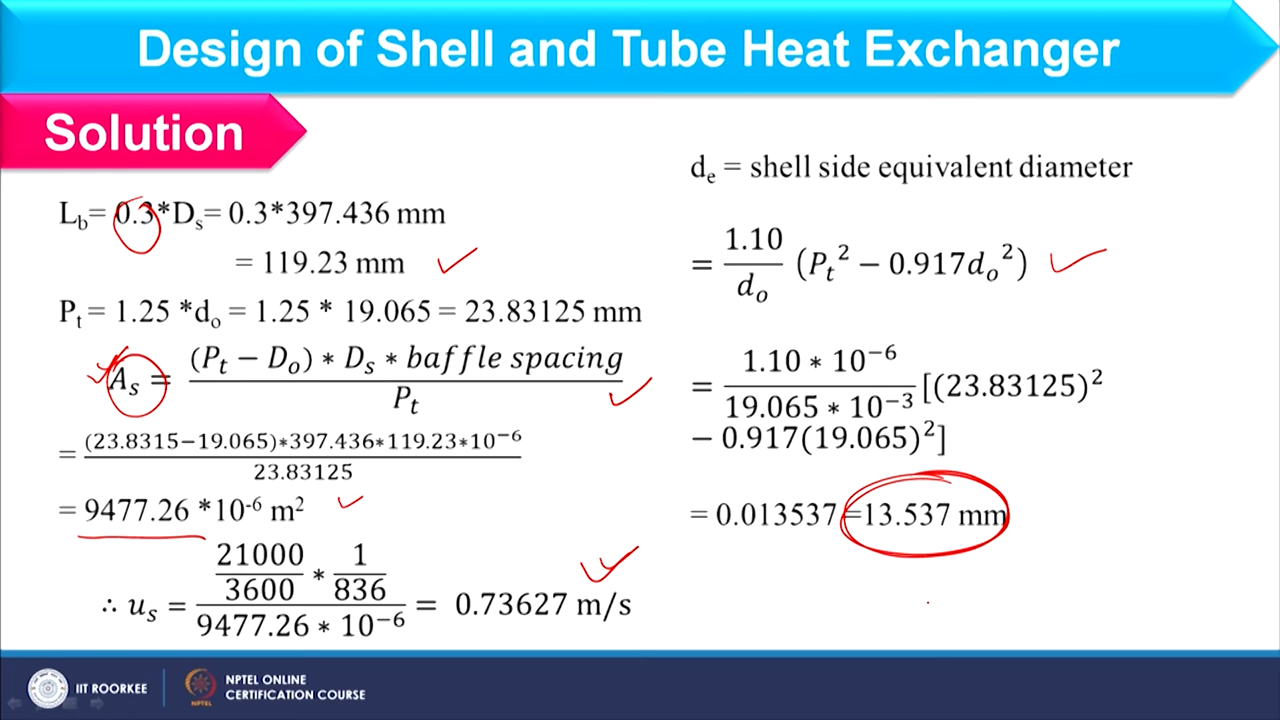 Design of Shell and Tube Heat Exchanger
Solution
L_b= 0.3*D_s= 0.3*397.436 mm
= 119.23 mm
P_t = 1.25 *d_o = 1.25 * 19.065 = 23.83125 mm
A_s = (P_t − D_o) * D_s * baffle spacing / P_t
= (23.8315−19.065)*397.436*119.23*10^−6 / 23.83125
= 9477.26 *10^-6 m^2
∴ u_s = (21000/3600 * 1/836) / (9477.26 * 10^−6) = 0.73627 m/s
d_e = shell side equivalent diameter
= 1.10/d_o (P_t^2 − 0.917d_o^2)
= 1.10 * 10^−6 / 19.065 * 10^−3 [(23.83125)^2
− 0.917(19.065)^2]
= 0.013537 =13.537 mm
IIT ROORKEE
NPTEL
NPTEL ONLINE
CERTIFICATION COURSE